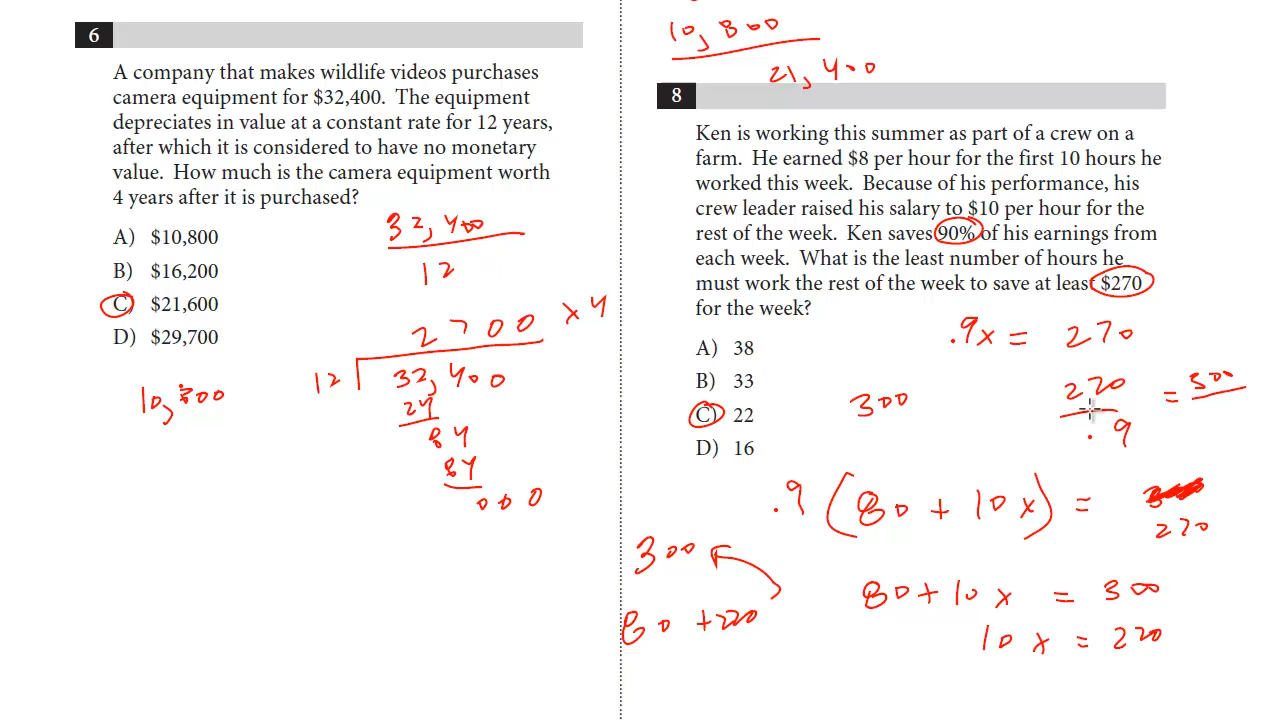 6
A company that makes wildlife videos purchases
camera equipment for $32,400. The equipment
depreciates in value at a constant rate for 12 years,
after which it is considered to have no monetary
value. How much is the camera equipment worth
4 years after it is purchased?
A) $10,800
B) $16,200
C) $21,600
D) $29,700
32,400
12
2700 x 4
12 32,400
24
84
84
000
10,800
10,800
21,400
8
Ken is working this summer as part of a crew on a
farm. He earned $8 per hour for the first 10 hours he
worked this week. Because of his performance, his
crew leader raised his salary to $10 per hour for the
rest of the week. Ken saves 90% of his earnings from
each week. What is the least number of hours he
must work the rest of the week to save at least $270
for the week?
A) 38
B) 33
C) 22
D) 16
.9x = 270
300
270 = 300
.9
.9 (80 + 10x) =
270
300
80 + 220
80 + 10x = 300
10x = 220